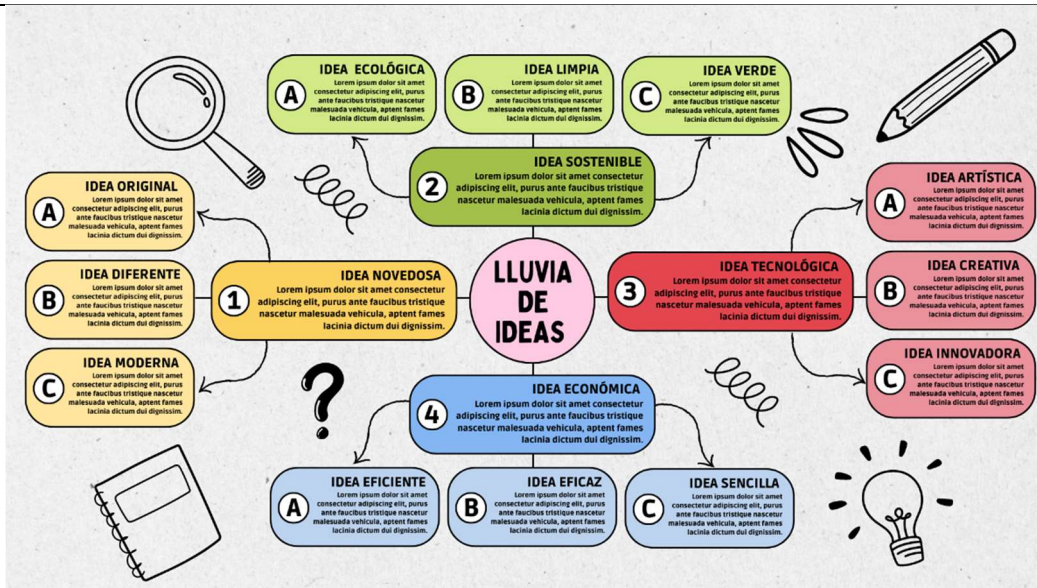 LLUVIA
DE
IDEAS
1
IDEA NOVEDOSA
Lorem ipsum dolor sit amet consectetur
adipiscing elit, purus ante faucibus tristique
nascetur malesuada vehicula, aptent fames
lacinia dictum dui dignissim.
A
IDEA ORIGINAL
Lorem ipsum dolor sit amet
consectetur adipiscing elit, purus
ante faucibus tristique nascetur
malesuada vehicula, aptent fames
lacinia dictum dui dignissim.
B
IDEA DIFERENTE
Lorem ipsum dolor sit amet
consectetur adipiscing elit, purus
ante faucibus tristique nascetur
malesuada vehicula, aptent fames
lacinia dictum dui dignissim.
C
IDEA MODERNA
Lorem ipsum dolor sit amet
consectetur adipiscing elit, purus
ante faucibus tristique nascetur
malesuada vehicula, aptent fames
lacinia dictum dui dignissim.
2
IDEA SOSTENIBLE
Lorem ipsum dolor sit amet consectetur
adipiscing elit, purus ante faucibus tristique
nascetur malesuada vehicula, aptent fames
lacinia dictum dui dignissim.
A
IDEA ECOLÓGICA
Lorem ipsum dolor sit amet
consectetur adipiscing elit, purus
ante faucibus tristique nascetur
malesuada vehicula, aptent fames
lacinia dictum dui dignissim.
B
IDEA LIMPIA
Lorem ipsum dolor sit amet
consectetur adipiscing elit, purus
ante faucibus tristique nascetur
malesuada vehicula, aptent fames
lacinia dictum dui dignissim.
C
IDEA VERDE
Lorem ipsum dolor sit amet
consectetur adipiscing elit, purus
ante faucibus tristique nascetur
malesuada vehicula, aptent fames
lacinia dictum dui dignissim.
3
IDEA TECNOLÓGICA
Lorem ipsum dolor sit amet consectetur
adipiscing elit, purus ante faucibus tristique
nascetur malesuada vehicula, aptent fames
lacinia dictum dui dignissim.
A
IDEA ARTÍSTICA
Lorem ipsum dolor sit amet
consectetur adipiscing elit, purus
ante faucibus tristique nascetur
malesuada vehicula, aptent fames
lacinia dictum dui dignissim.
B
IDEA CREATIVA
Lorem ipsum dolor sit amet
consectetur adipiscing elit, purus
ante faucibus tristique nascetur
malesuada vehicula, aptent fames
lacinia dictum dui dignissim.
C
IDEA INNOVADORA
Lorem ipsum dolor sit amet
consectetur adipiscing elit, purus
ante faucibus tristique nascetur
malesuada vehicula, aptent fames
lacinia dictum dui dignissim.
4
IDEA ECONÓMICA
Lorem ipsum dolor sit amet consectetur
adipiscing elit, purus ante faucibus tristique
nascetur malesuada vehicula, aptent fames
lacinia dictum dui dignissim.
A
IDEA EFICIENTE
Lorem ipsum dolor sit amet
consectetur adipiscing elit, purus
ante faucibus tristique nascetur
malesuada vehicula, aptent fames
lacinia dictum dui dignissim.
B
IDEA EFICAZ
Lorem ipsum dolor sit amet
consectetur adipiscing elit, purus
ante faucibus tristique nascetur
malesuada vehicula, aptent fames
lacinia dictum dui dignissim.
C
IDEA SENCILLA
Lorem ipsum dolor sit amet
consectetur adipiscing elit, purus
ante faucibus tristique nascetur
malesuada vehicula, aptent fames
lacinia dictum dui dignissim.
?